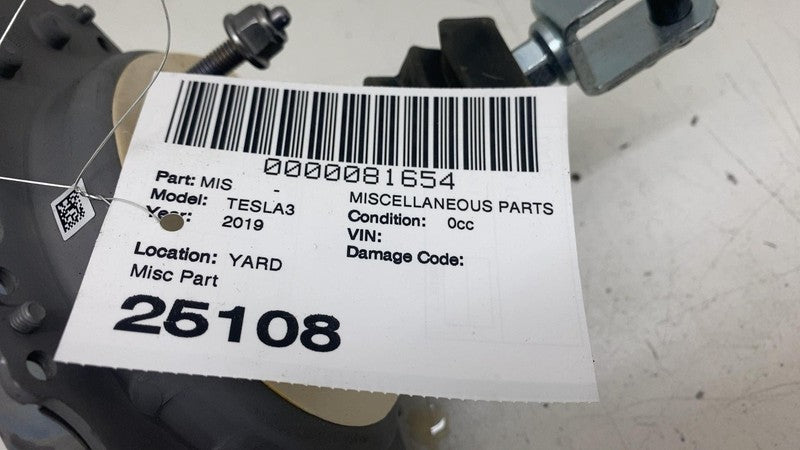 0000081654
Part: MIS - MISCELLANEOUS PARTS
Model: TESLA3 Condition: 0cc
Year: 2019 VIN:
Location: YARD Damage Code:
Misc Part
25108